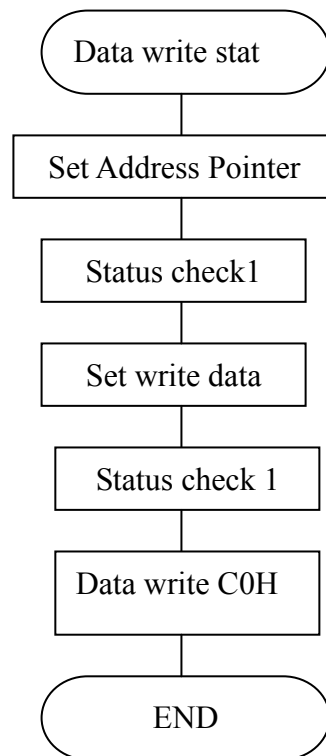 Data write stat
Set Address Pointer
Status check1
Set write data
Status check 1
Data write C0H
END